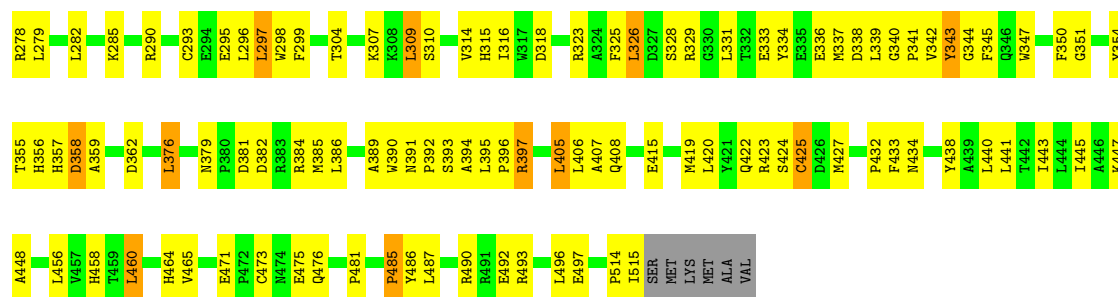 R278 L279 L282 K285 R290 C293 E294 E295 L296 L297 W298 F299 T304 K307 K308 L309 S310 V314 H315 I316 W317 D318 R323 A324 F325 L326 D327 S328 R329 G330 L331 T332 E333 Y334 E335 E336 M337 D338 L339 G340 P341 V342 Y343 G344 F345 Q346 W347 F350 G351
T355 H356 H357 D358 A359 D362 L376 N379 P380 D381 D382 R383 R384 M385 L386 A389 W390 N391 P392 S393 A394 L395 P396 R397 L405 L406 A407 Q408 E415 M419 L420 Y421 Q422 R423 S424 C425 D426 M427 P432 F433 N434 Y438 A439 L440 L441 T442 I443 L444 I445 A446 K447
A448 L456 V457 H458 T459 L460 H464 V465 E471 P472 C473 N474 E475 Q476 P481 P485 Y486 L487 R490 R491 E492 R493 L496 E497 P514 I515 SER MET LYS MET ALA VAL